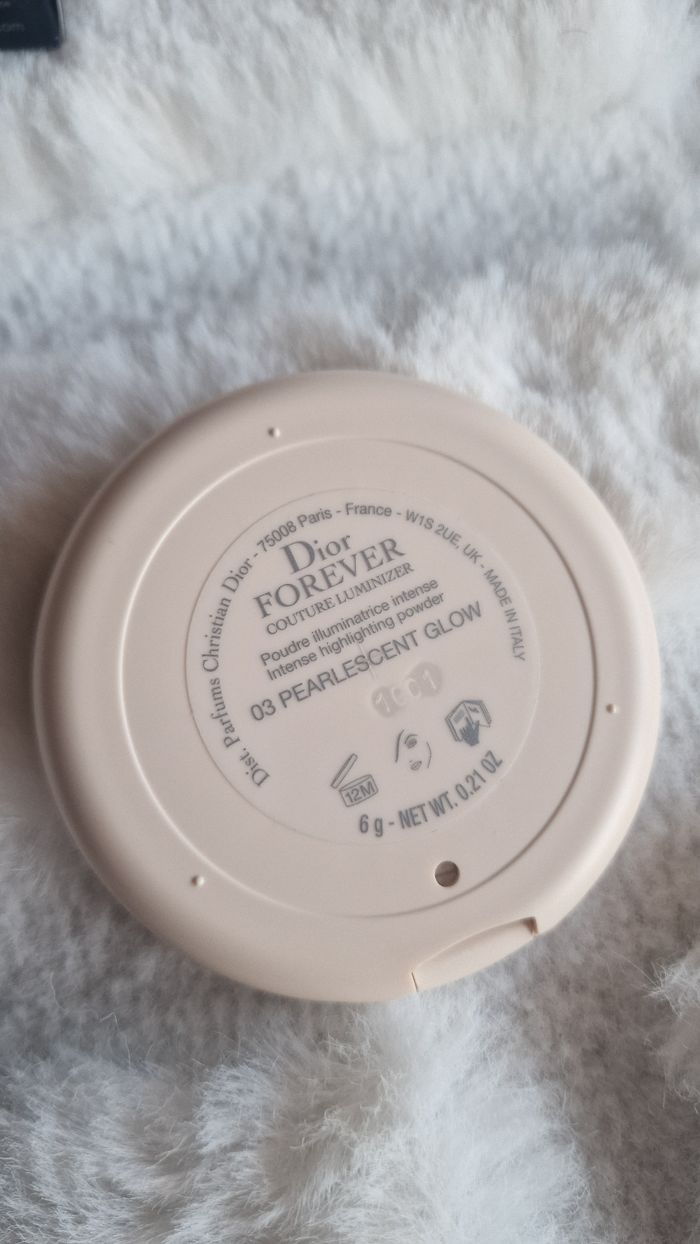 Dist. Parfums Christian Dior - 75008 Paris - France - W1S 2UE, UK - MADE IN ITALY
Dior
FOREVER
COUTURE LUMINIZER
Poudre illuminatrice intense
Intense highlighting powder
03 PEARLESCENT GLOW
12M
6 g - NET WT. 0.21 OZ